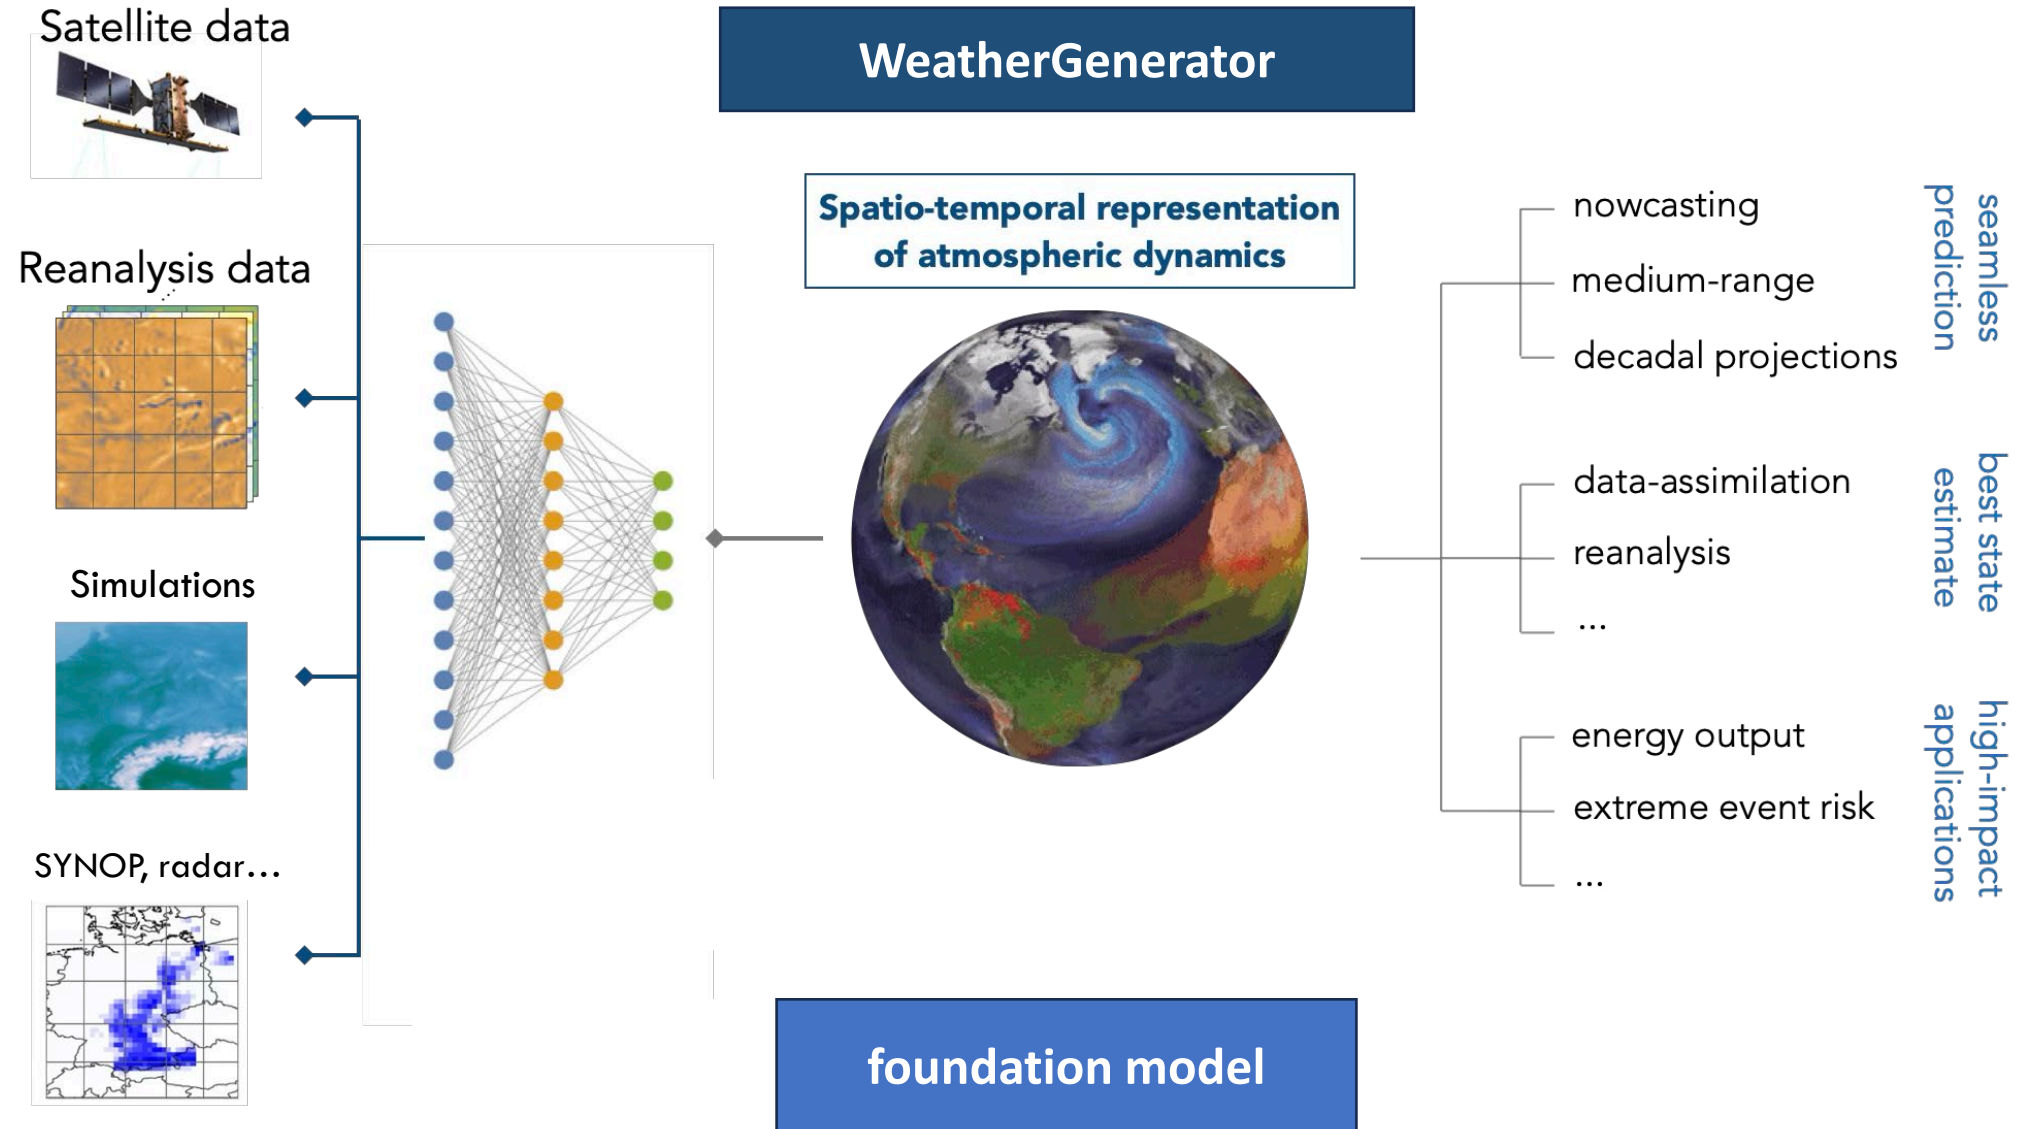 Satellite data
WeatherGenerator
Reanalysis data
...
Simulations
SYNOP, radar...
Spatio-temporal representation
of atmospheric dynamics
nowcasting
medium-range
decadal projections
seamless
prediction
data-assimilation
reanalysis
...
best state
estimate
energy output
extreme event risk
...
high-impact
applications
foundation model